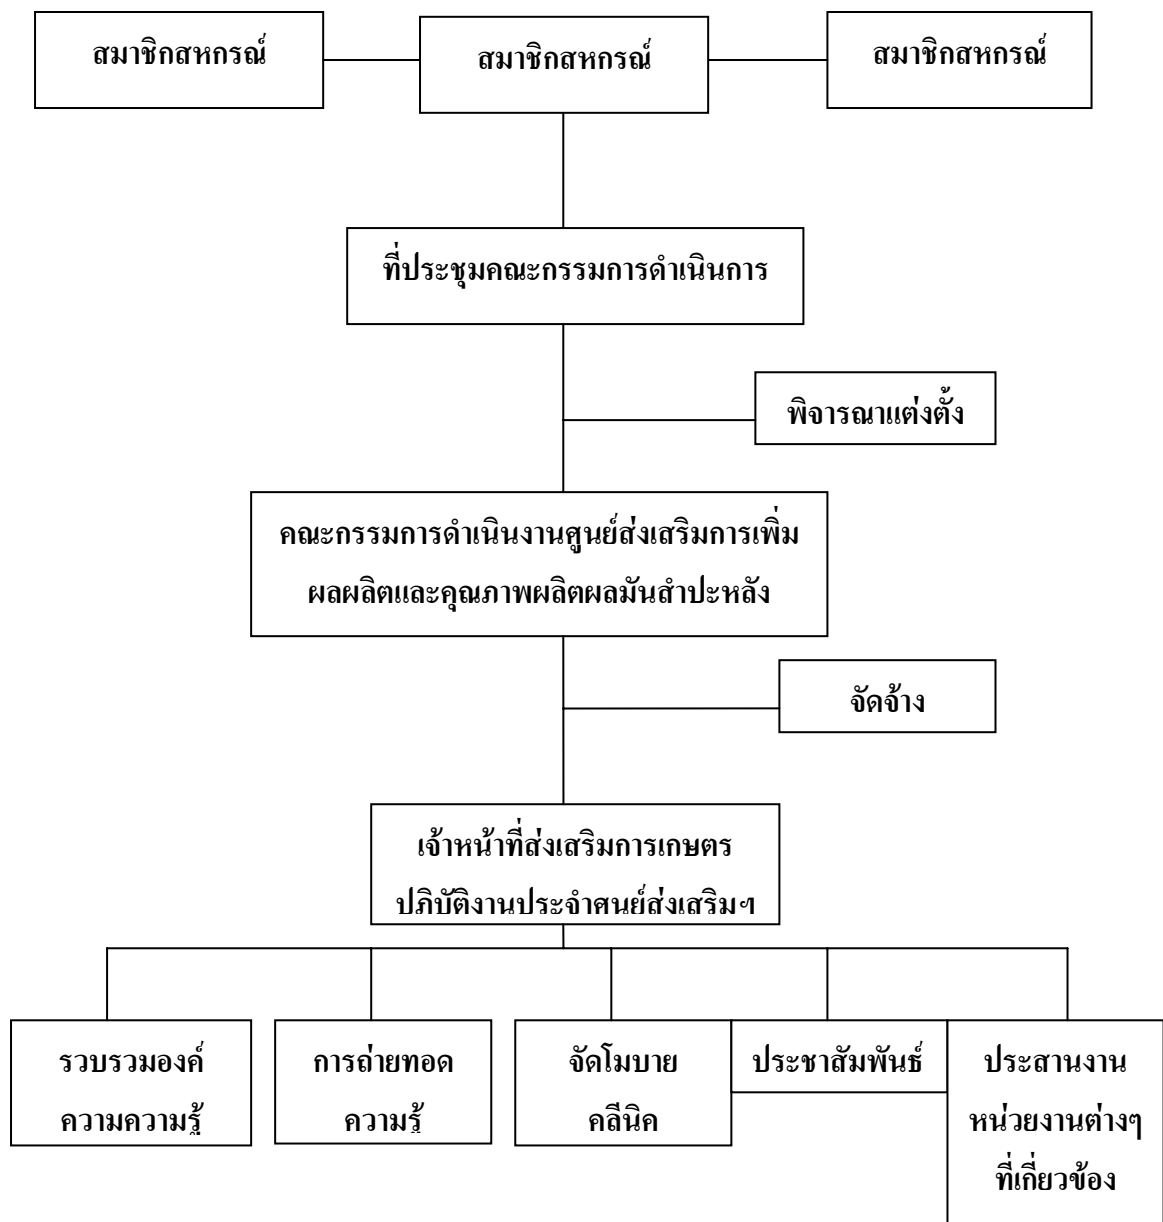 สมาชิกสหกรณ์
สมาชิกสหกรณ์
สมาชิกสหกรณ์
ที่ประชุมคณะกรรมการดำเนินการ
พิจารณาแต่งตั้ง
คณะกรรมการดำเนินงานศูนย์ส่งเสริมการเพิ่ม
ผลผลิตและคุณภาพผลิตผลมันสำปะหลัง
จัดจ้าง
เจ้าหน้าที่ส่งเสริมการเกษตร
ปฏิบัติงานประจำศูนย์ส่งเสริมฯ
รวบรวมองค์
ความความรู้
การถ่ายทอด
ความรู้
จัดโมบาย
คลีนิค
ประชาสัมพันธ์
ประสานงาน
หน่วยงานต่างๆ
ที่เกี่ยวข้อง